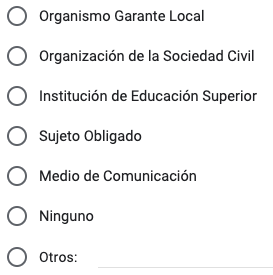 Organismo Garante Local
Organización de la Sociedad Civil
Institución de Educación Superior
Sujeto Obligado
Medio de Comunicación
Ninguno
Otros: